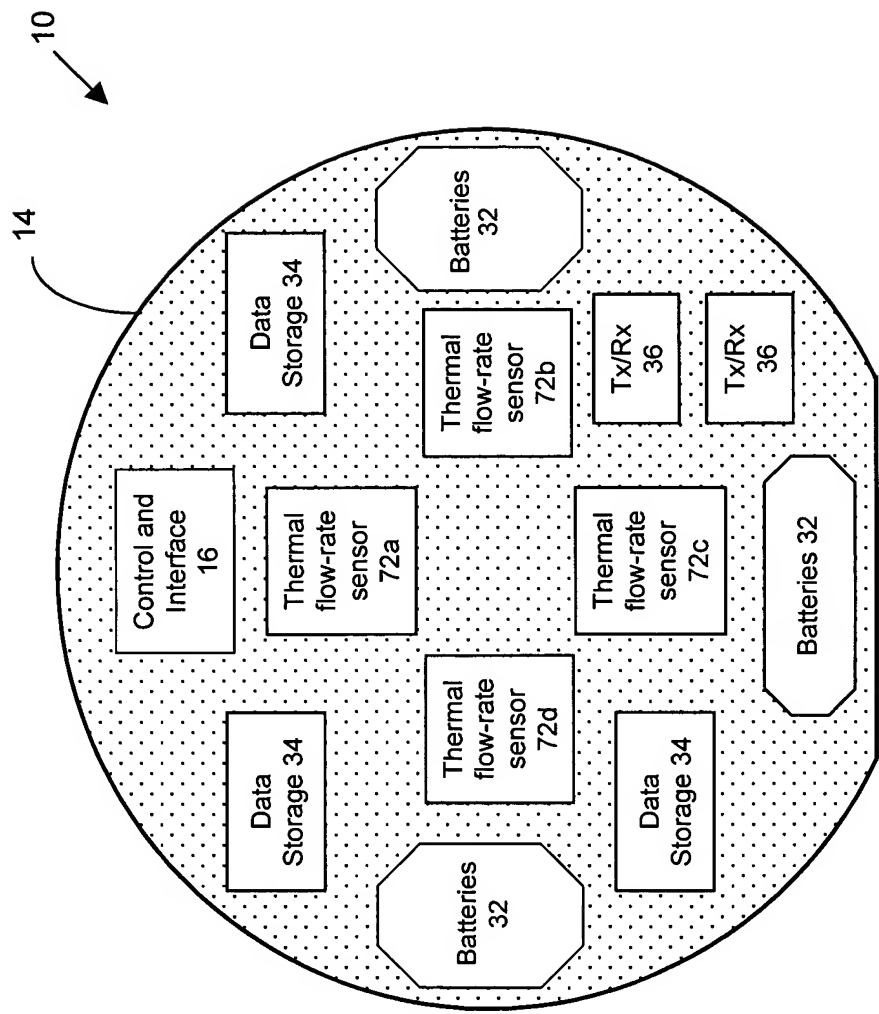 10
14
Control and
Interface
16
Data
Storage 34
Data
Storage 34
Thermal
flow-rate
sensor
72a
Batteries
32
Thermal
flow-rate
sensor
72d
Thermal
flow-rate
sensor
72b
Batteries
32
Thermal
flow-rate
sensor
72c
Data
Storage 34
Tx/Rx
36
Tx/Rx
36
Batteries 32